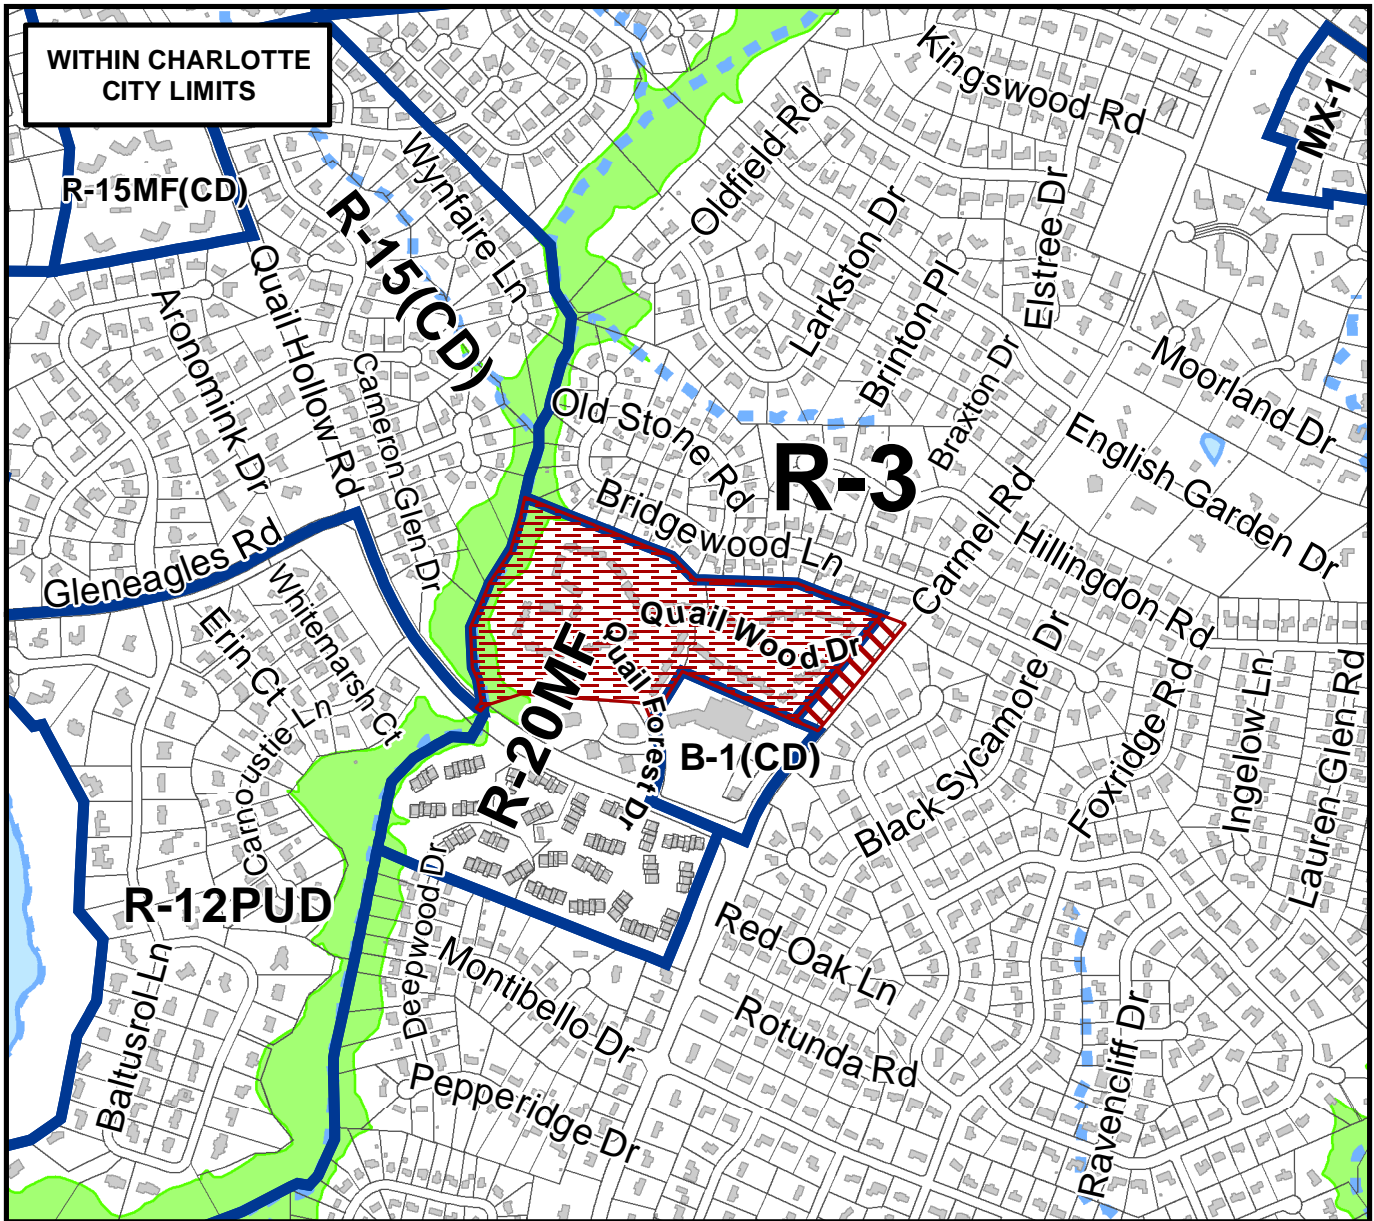 WITHIN CHARLOTTE
CITY LIMITS
Kingswood Rd
MX-1
Oldfield Rd
Wynfaire Ln
R-15MF(CD)
R-15(CD)
Larkston Dr
Elstree Dr
Brinton Pl
Quail Hollow Rd
Aronomink Dr
Cameron Glen Dr
Braxton Dr
Moorland Dr
Old Stone Rd
R-3
English Garden Dr
Bridgewood Ln
Carmel Rd
Hillingdon Rd
Gleneagles Rd
Whitemarsh Ct
Erin Ct
Quail Wood Dr
Quail Forest Dr
R-20MF
B-1(CD)
Black Sycamore Dr
Foxridge Rd
Ingelow Ln
Lauren-Glen Rd
Carnoustie Ln
R-12PUD
Deepwood Dr
Red Oak Ln
Montibello Dr
Baltusrol Ln
Rotunda Rd
Pepperidge Dr
Ravencliff Dr